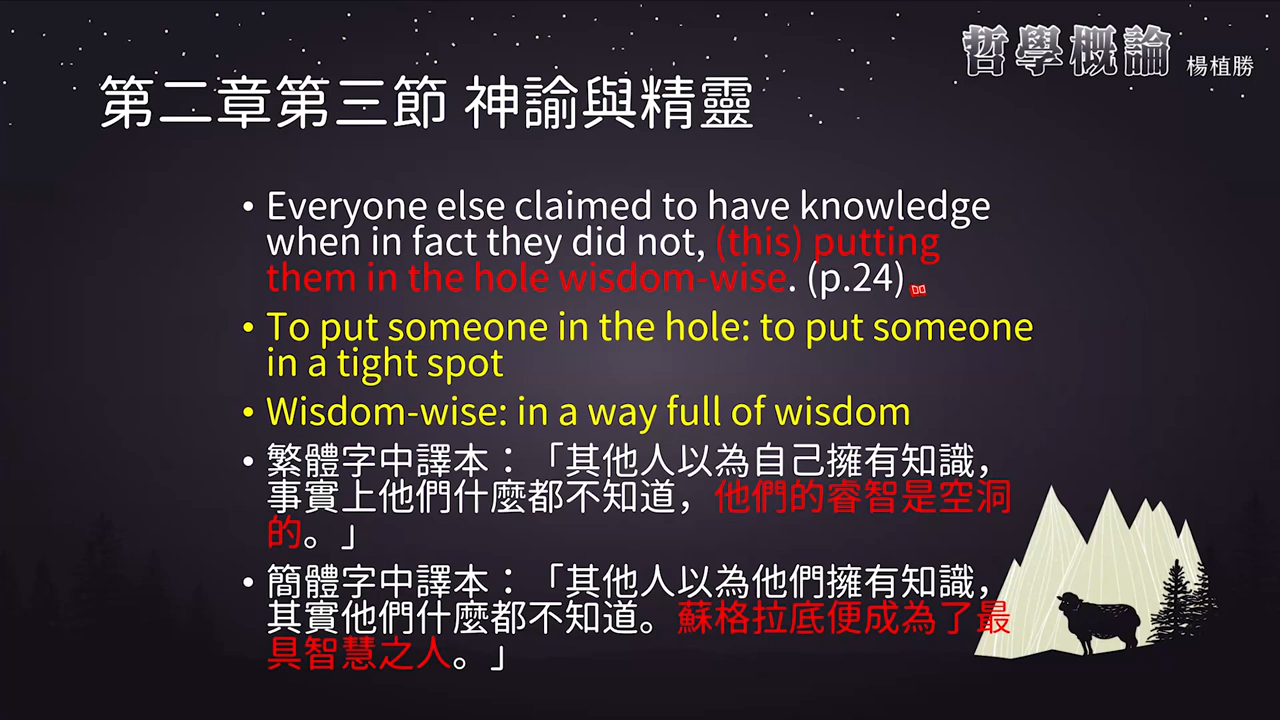 哲學概論 楊植勝
第二章第三節 神諭與精靈
• Everyone else claimed to have knowledge
when in fact they did not, (this) putting
them in the hole wisdom-wise. (p.24)
• To put someone in the hole: to put someone
in a tight spot
• Wisdom-wise: in a way full of wisdom
• 繁體字中譯本：「其他人以為自己擁有知識，
事實上他們什麼都不知道，他們的睿智是空洞
的。」
• 簡體字中譯本：「其他人以為他們擁有知識，
其實他們什麼都不知道。蘇格拉底便成為了最
具智慧之人。」